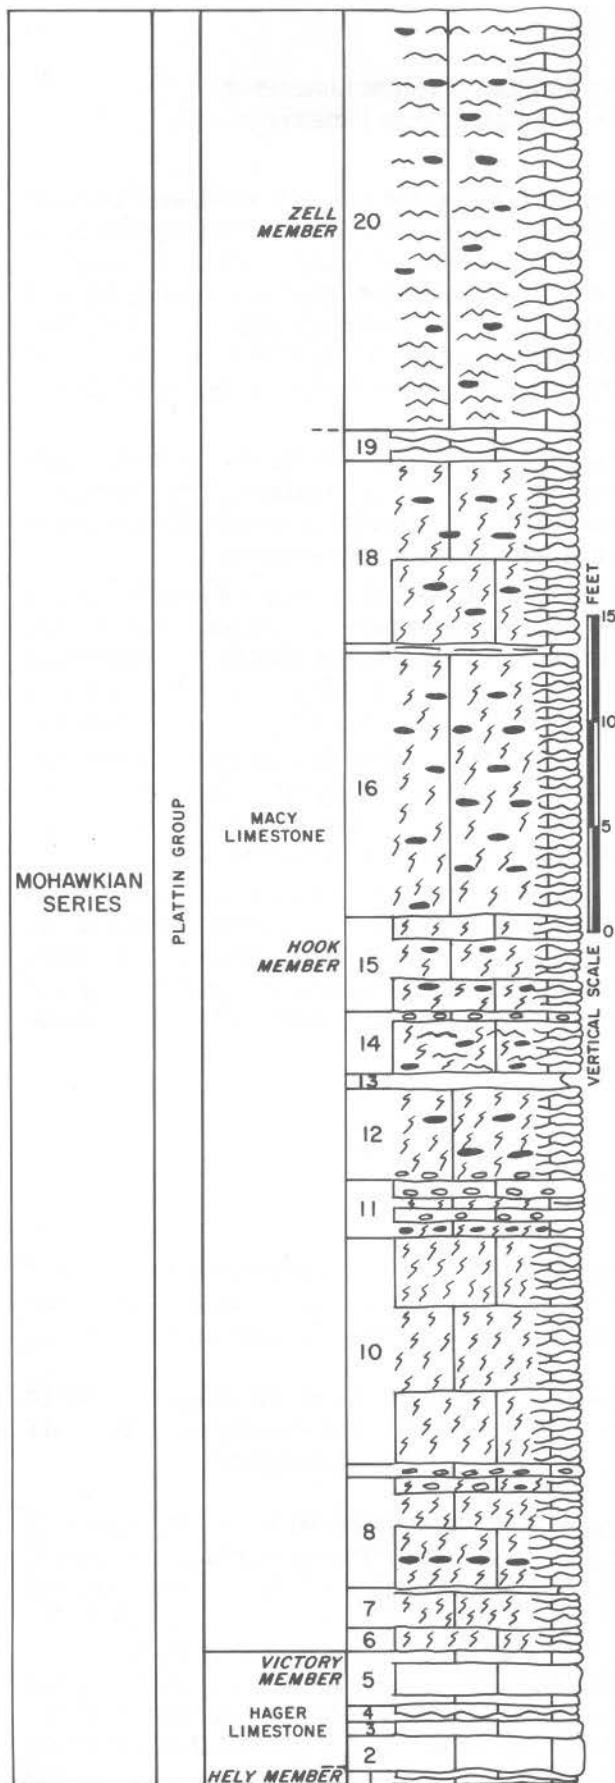 MOHAWKIAN
SERIES
PLATTIN GROUP
MACY
LIMESTONE
ZELL
MEMBER
20
19
18
16
HOOK
MEMBER
15
14
13
12
11
10
8
7
6
VICTORY
MEMBER
5
HAGER
LIMESTONE
4
3
2
HELY MEMBER
FEET
15
10
5
0
VERTICAL SCALE